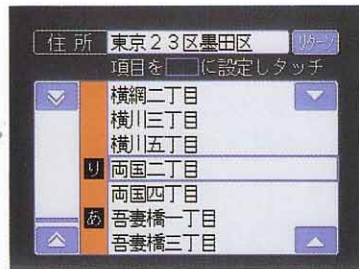 住所 東京23区墨田区 リターン
項目を に設定しタッチ
横網二丁目
横川三丁目
横川五丁目
り 両国二丁目
両国四丁目
あ 吾妻橋一丁目
吾妻橋三丁目